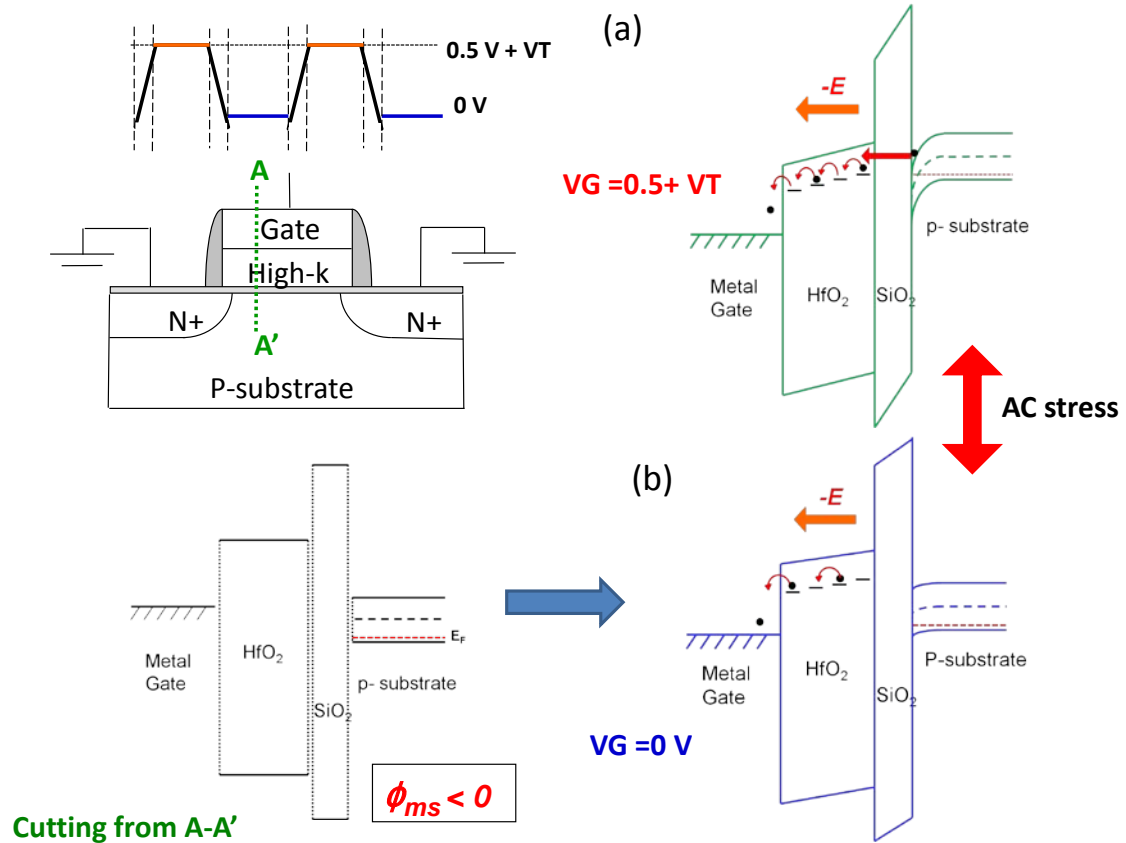 0.5 V + VT
0 V
A
Gate
High-k
N+
N+
A’
P-substrate
(a)
-E
VG =0.5+ VT
p- substrate
Metal
Gate
HfO₂
SiO₂
AC stress
(b)
-E
E_F
HfO₂
Metal
Gate
p- substrate
SiO₂
ϕms < 0
Cutting from A-A’
P-substrate
Metal
Gate
HfO₂
SiO₂
VG =0 V